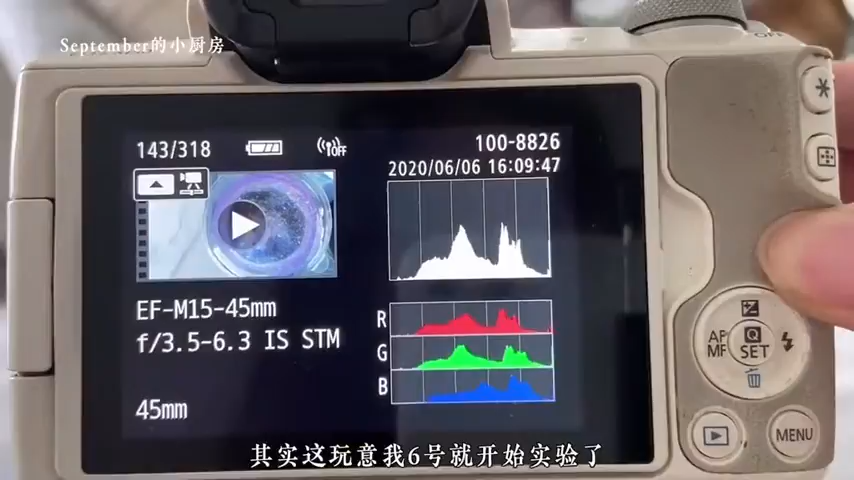 September的小厨房
OFF
143/318
OFF
100-8826
2020/06/06 16:09:47
EF-M15-45mm
f/3.5-6.3 IS STM
45mm
R
G
B
AF
MF
Q
SET
MENU
其实这玩意我6号就开始实验了